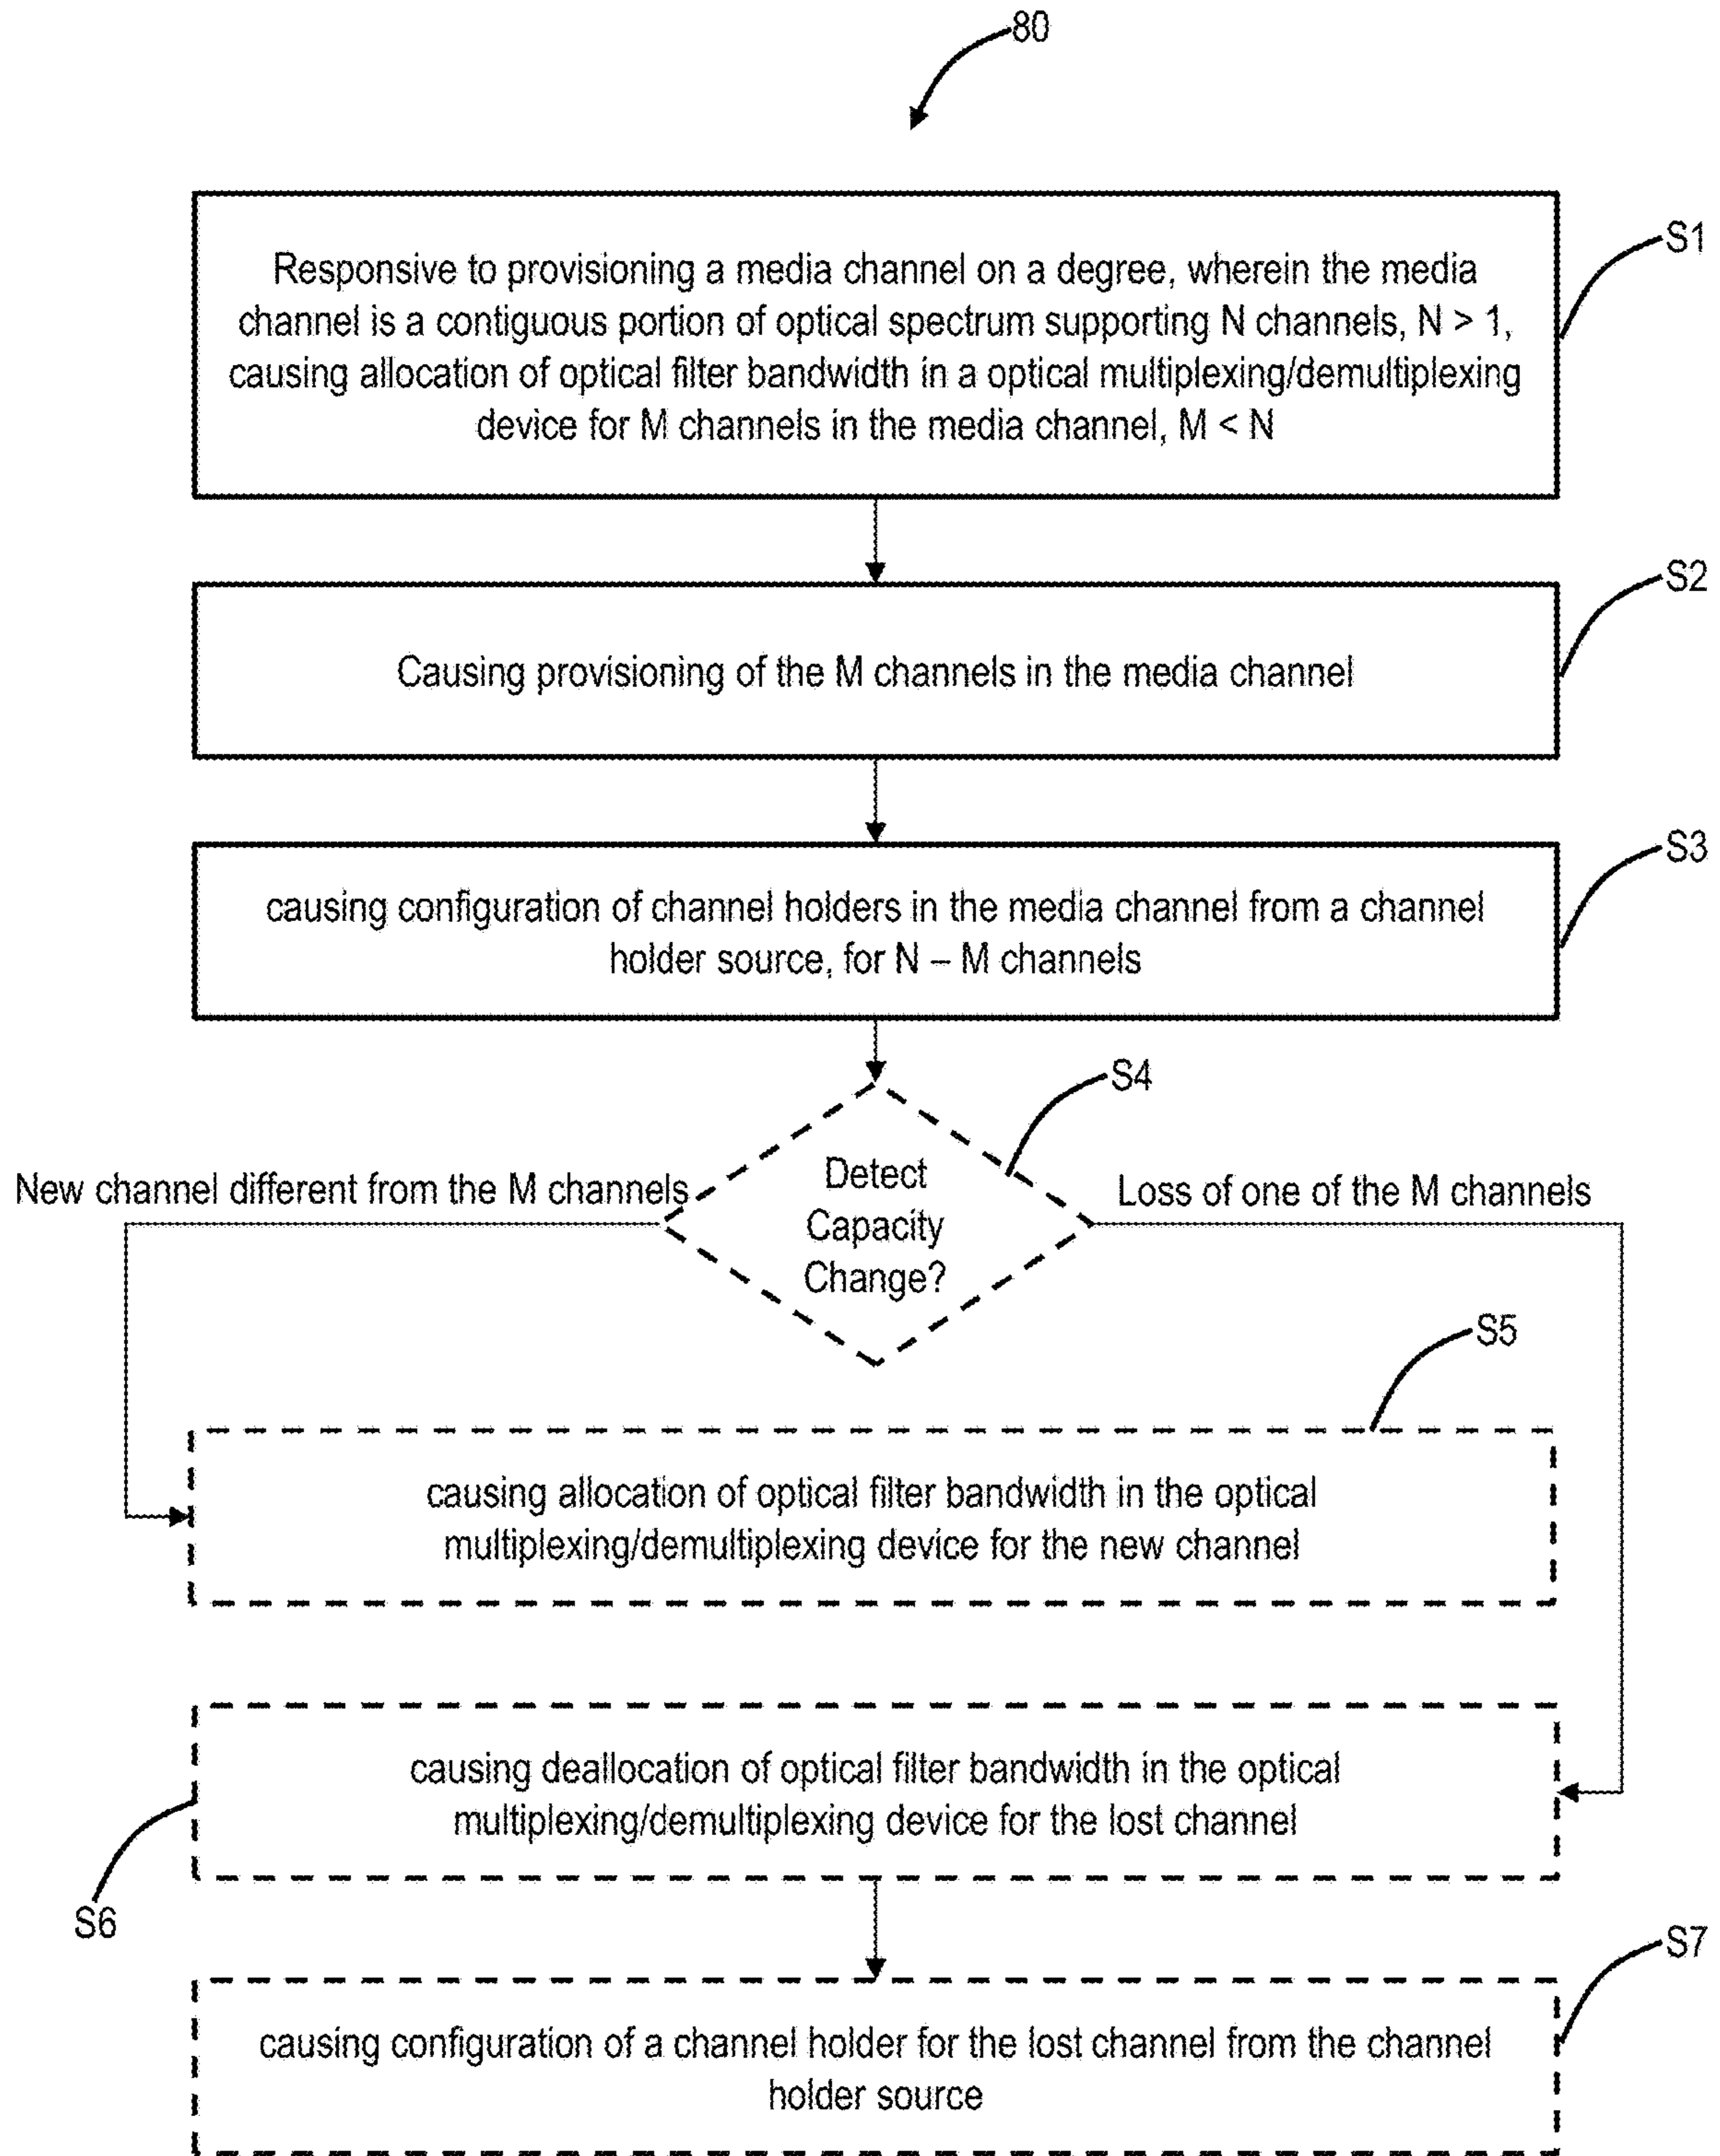 80
Responsive to provisioning a media channel on a degree, wherein the media
channel is a contiguous portion of optical spectrum supporting N channels, N > 1,
causing allocation of optical filter bandwidth in a optical multiplexing/demultiplexing
device for M channels in the media channel, M < N
S1
Causing provisioning of the M channels in the media channel
S2
causing configuration of channel holders in the media channel from a channel
holder source, for N – M channels
S3
Detect
Capacity
Change?
S4
New channel different from the M channels
Loss of one of the M channels
causing allocation of optical filter bandwidth in the optical
multiplexing/demultiplexing device for the new channel
S5
causing deallocation of optical filter bandwidth in the optical
multiplexing/demultiplexing device for the lost channel
S6
causing configuration of a channel holder for the lost channel from the channel
holder source
S7